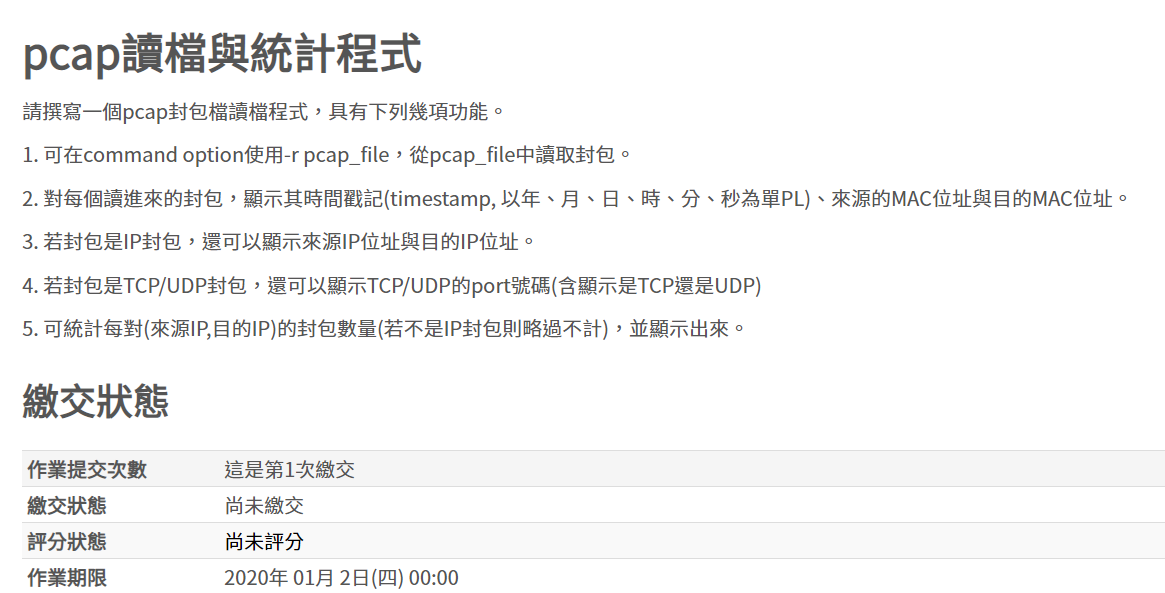 pcap讀檔與統計程式
請撰寫一個pcap封包檔讀檔程式，具有下列幾項功能。
1. 可在command option使用-r pcap_file，從pcap_file中讀取封包。
2. 對每個讀進來的封包，顯示其時間戳記(timestamp, 以年、月、日、時、分、秒為單PL)、來源的MAC位址與目的MAC位址。
3. 若封包是IP封包，還可以顯示來源IP位址與目的IP位址。
4. 若封包是TCP/UDP封包，還可以顯示TCP/UDP的port號碼(含顯示是TCP還是UDP)
5. 可統計每對(來源IP,目的IP)的封包數量(若不是IP封包則略過不計)，並顯示出來。
繳交狀態
作業提交次數 這是第1次繳交
繳交狀態 尚未繳交
評分狀態 尚未評分
作業期限 2020年 01月 2日(四) 00:00